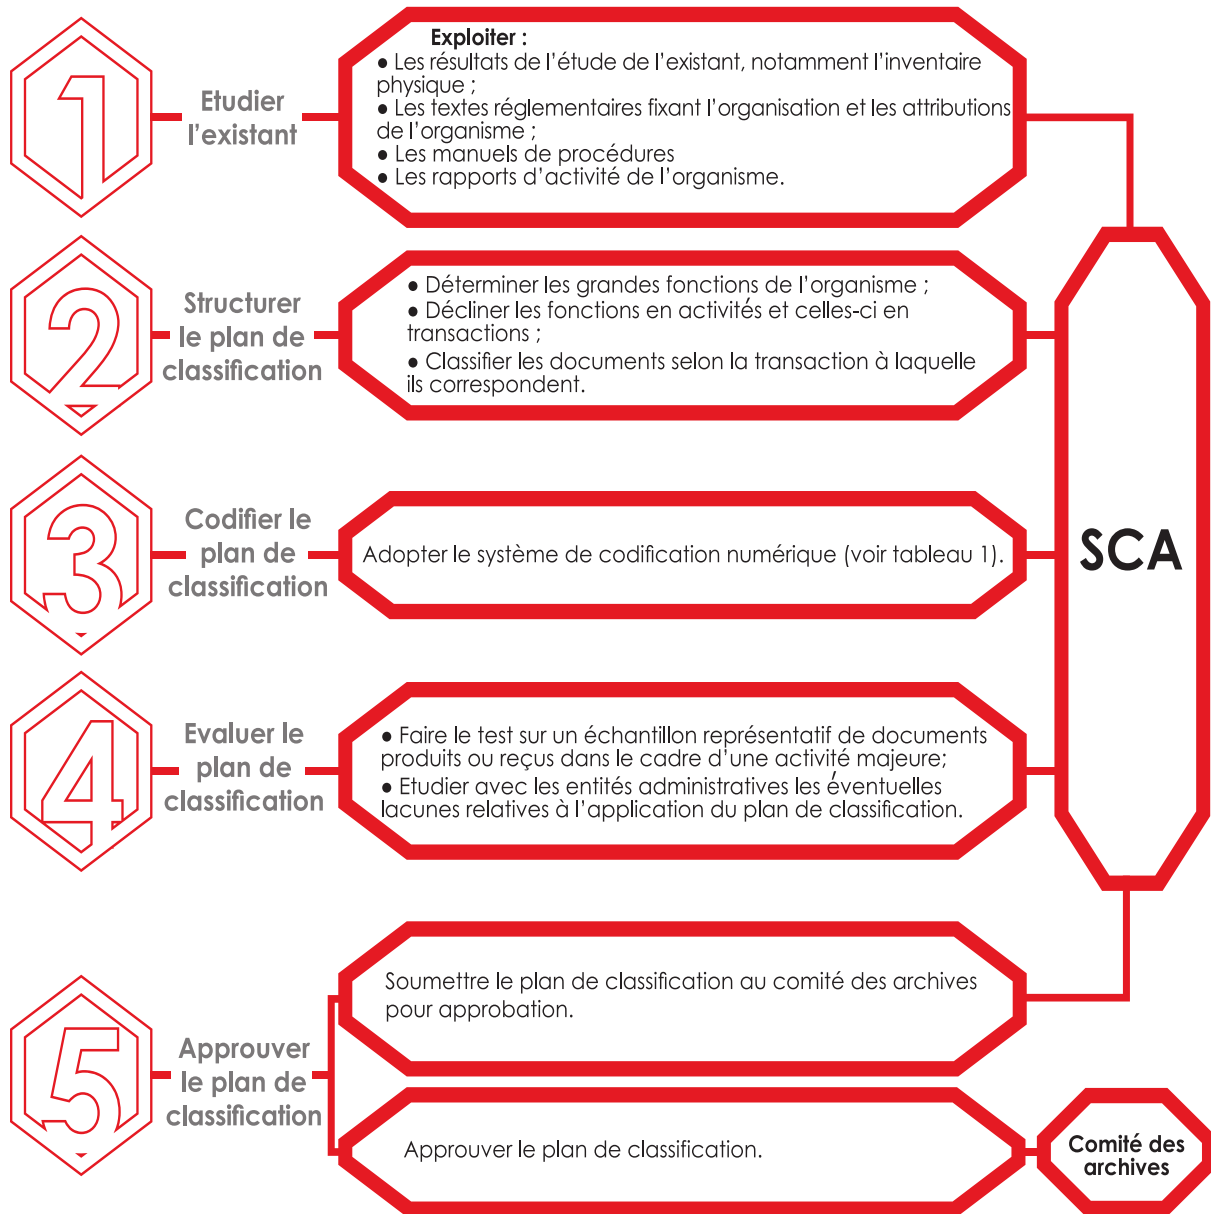 1
Etudier
l'existant
Exploiter :
● Les résultats de l'étude de l'existant, notamment l'inventaire
physique ;
● Les textes réglementaires fixant l'organisation et les attributions
de l'organisme ;
● Les manuels de procédures
● Les rapports d'activité de l'organisme.
2
Structurer
le plan de
classification
● Déterminer les grandes fonctions de l'organisme ;
● Décliner les fonctions en activités et celles-ci en
transactions ;
● Classifier les documents selon la transaction à laquelle
ils correspondent.
3
Codifier le
plan de
classification
Adopter le système de codification numérique (voir tableau 1).
SCA
4
Evaluer le
plan de
classification
● Faire le test sur un échantillon représentatif de documents
produits ou reçus dans le cadre d'une activité majeure;
● Etudier avec les entités administratives les éventuelles
lacunes relatives à l'application du plan de classification.
5
Approuver
le plan de
classification
Soumettre le plan de classification au comité des archives
pour approbation.
Approuver le plan de classification.
Comité des
archives